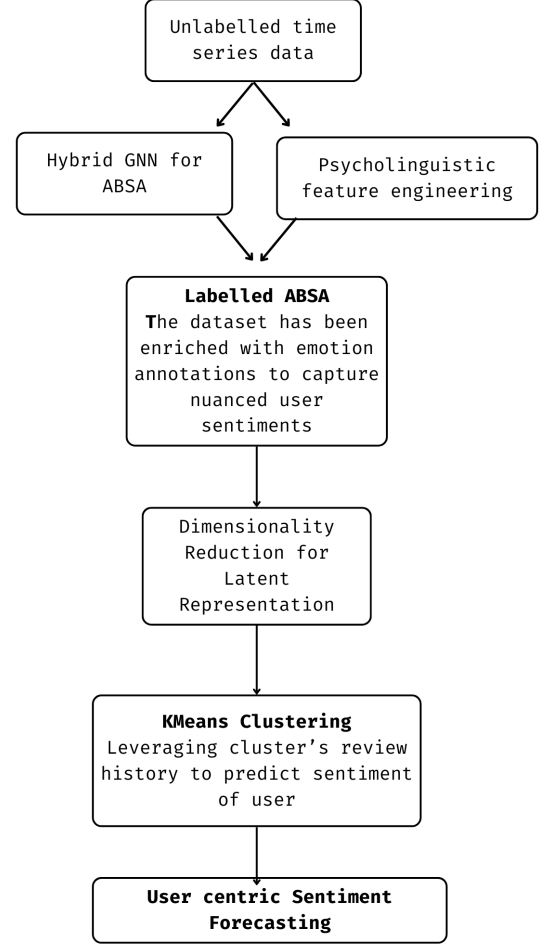 Unlabelled time
series data
Hybrid GNN for
ABSA
Psycholinguistic
feature engineering
Labelled ABSA
The dataset has been
enriched with emotion
annotations to capture
nuanced user
sentiments
Dimensionality
Reduction for
Latent
Representation
KMeans Clustering
Leveraging cluster’s review
history to predict sentiment
of user
User centric Sentiment
Forecasting